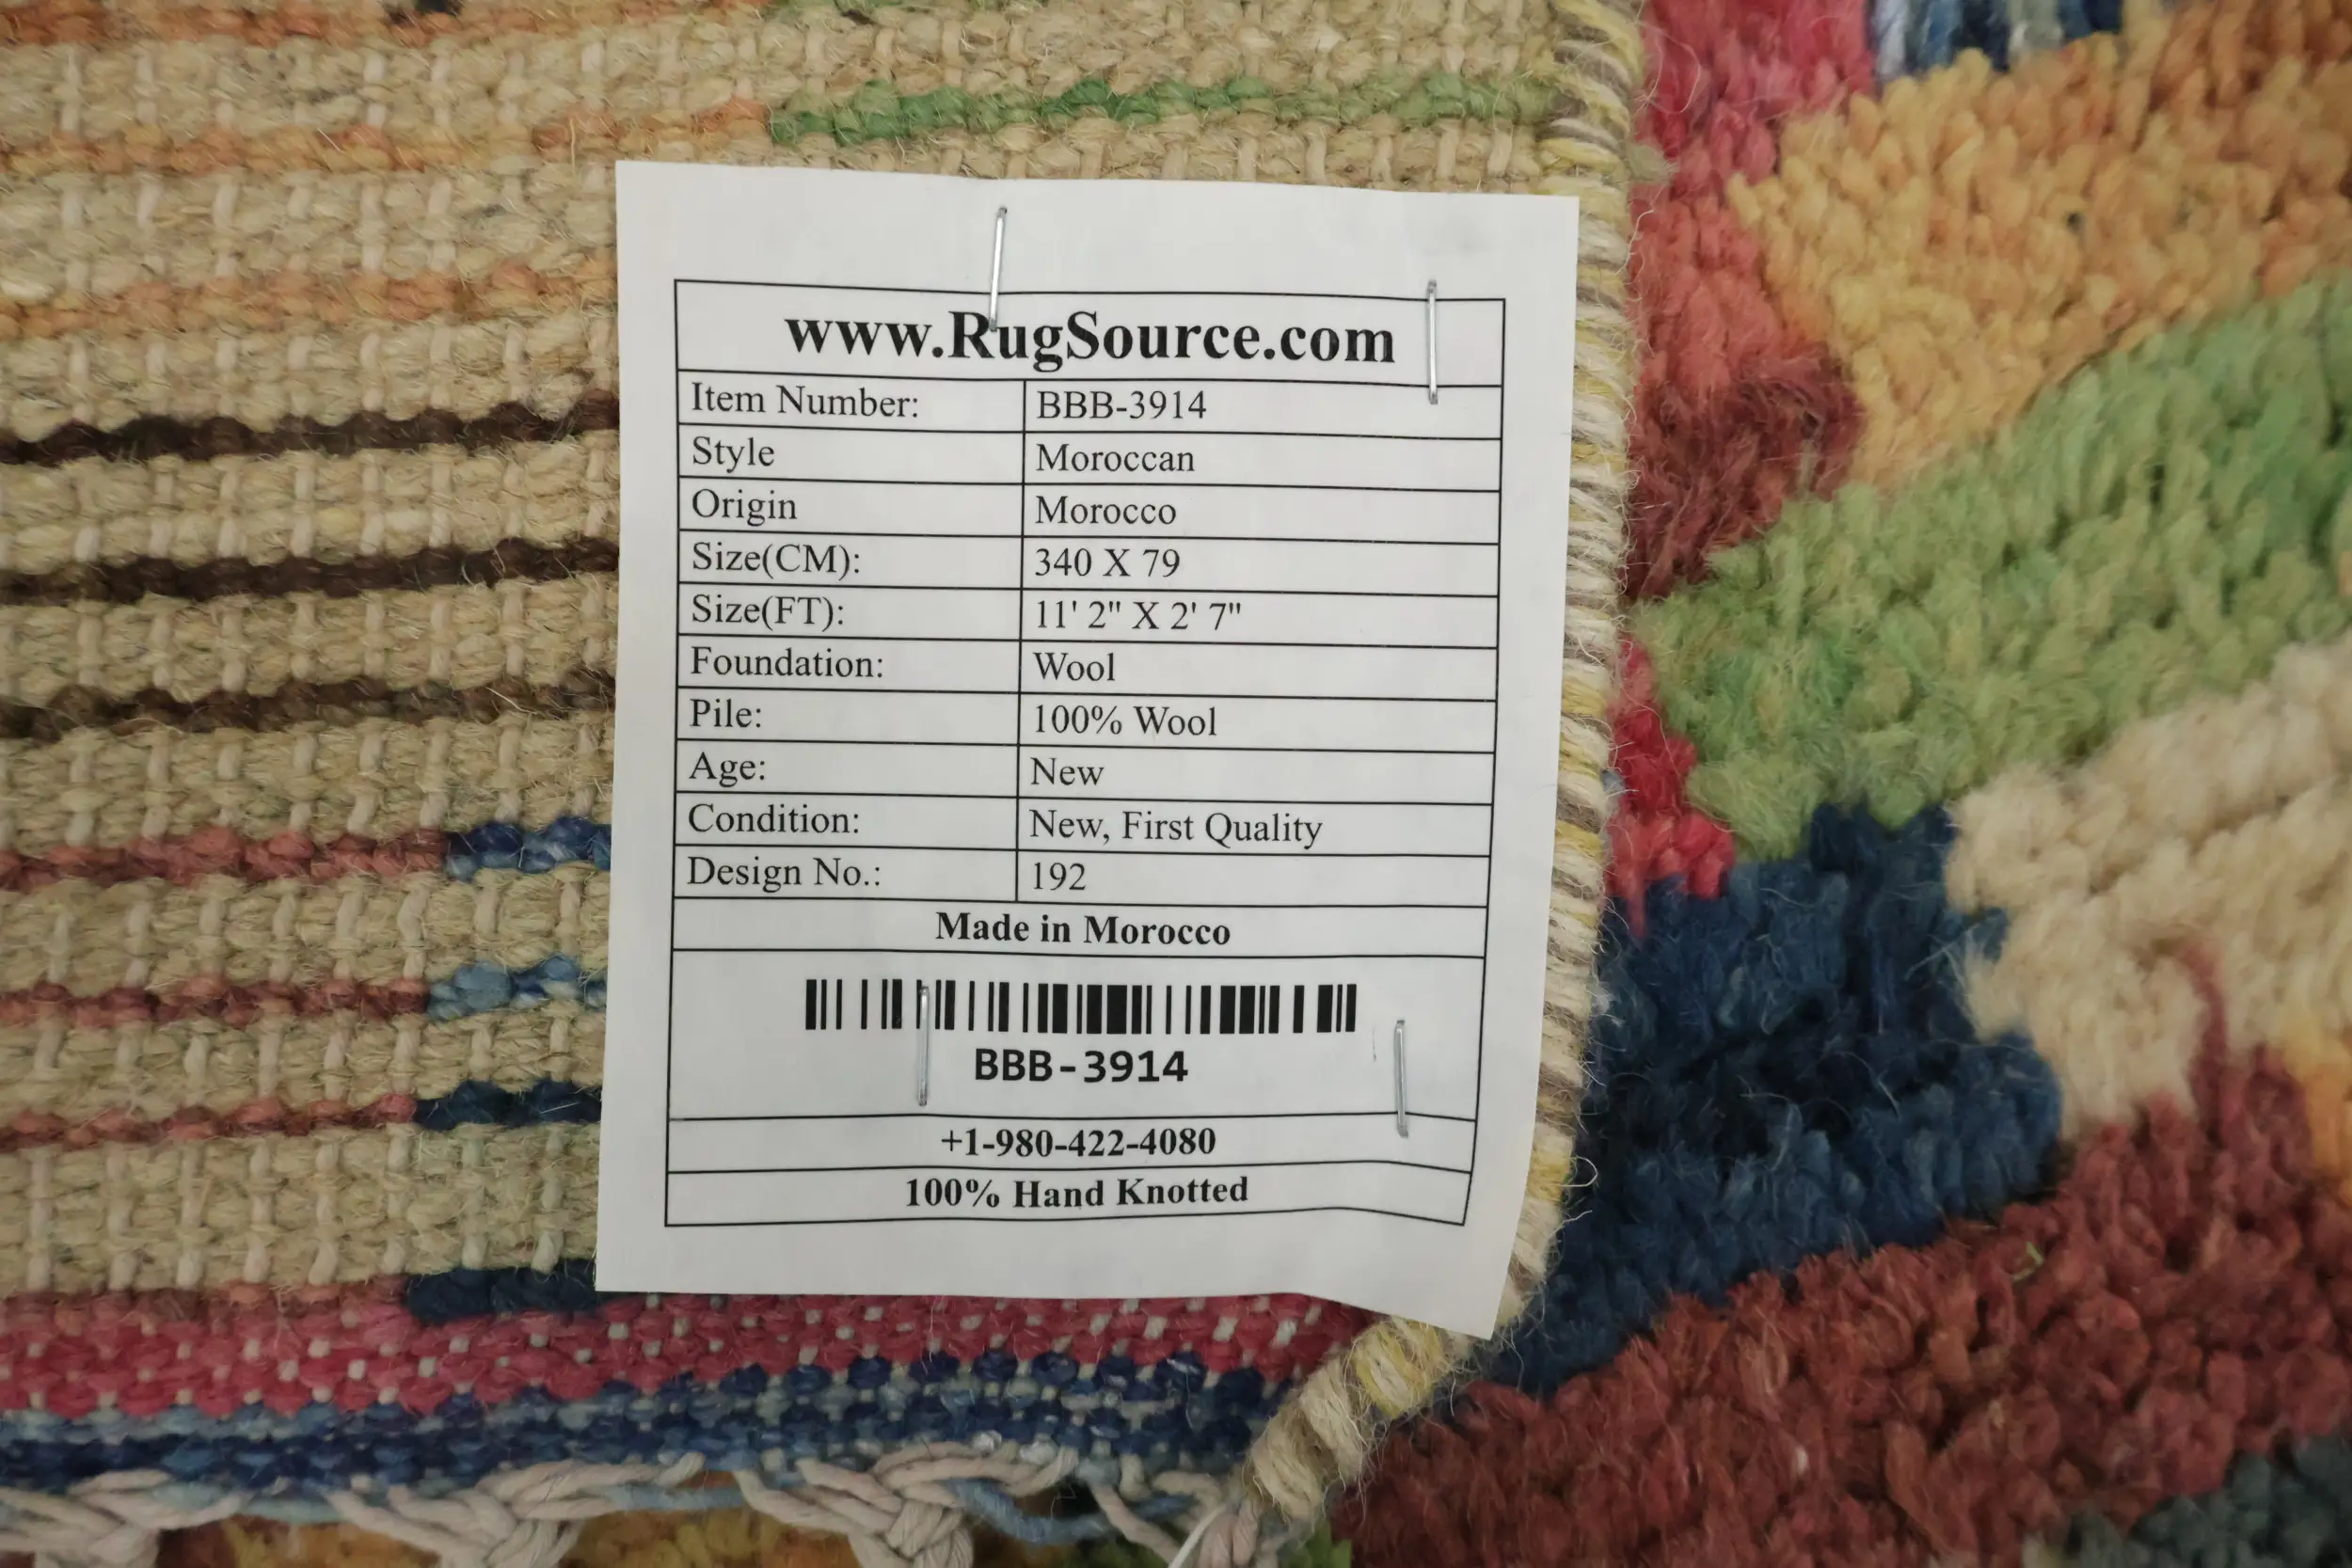 www.RugSource.com
Item Number: BBB-3914
Style Moroccan
Origin Morocco
Size(CM): 340 X 79
Size(FT): 11' 2" X 2' 7"
Foundation: Wool
Pile: 100% Wool
Age: New
Condition: New, First Quality
Design No.: 192
Made in Morocco
BBB-3914
+1-980-422-4080
100% Hand Knotted